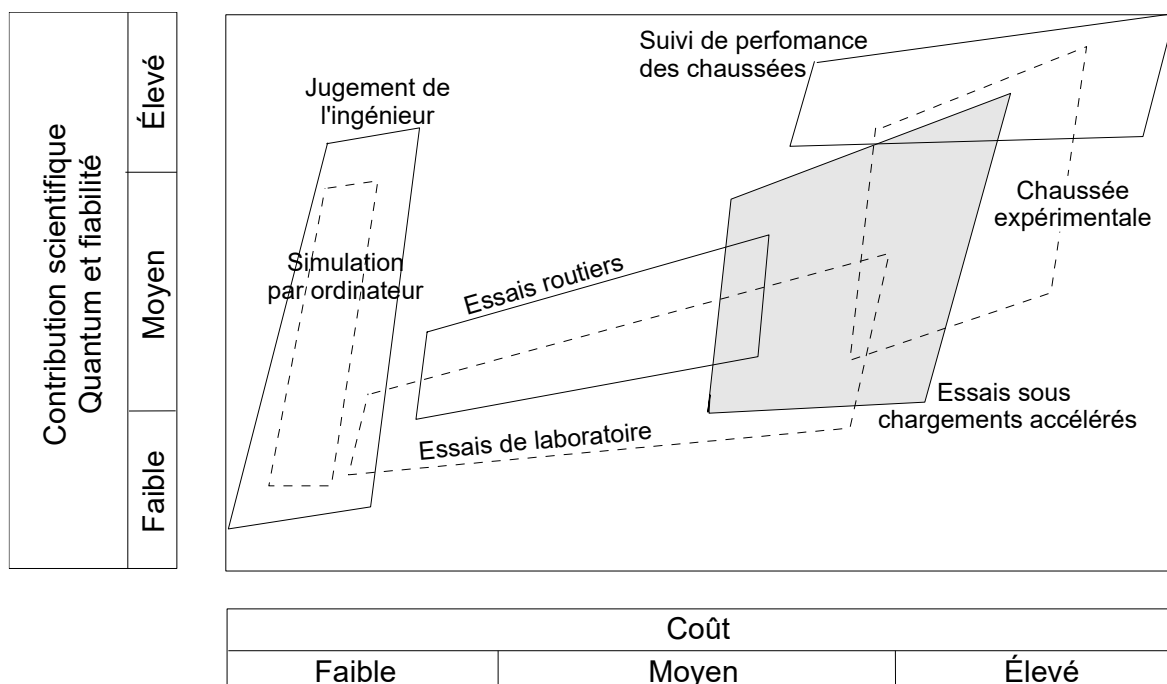 Contribution scientifique
Quantum et fiabilité
Élevé
Moyen
Faible
Suivi de perfomance
des chaussées
Jugement de
l'ingénieur
Chaussée
expérimentale
Simulation
par ordinateur
Essais routiers
Essais sous
chargements accélérés
Essais de laboratoire
Coût
Faible
Moyen
Élevé